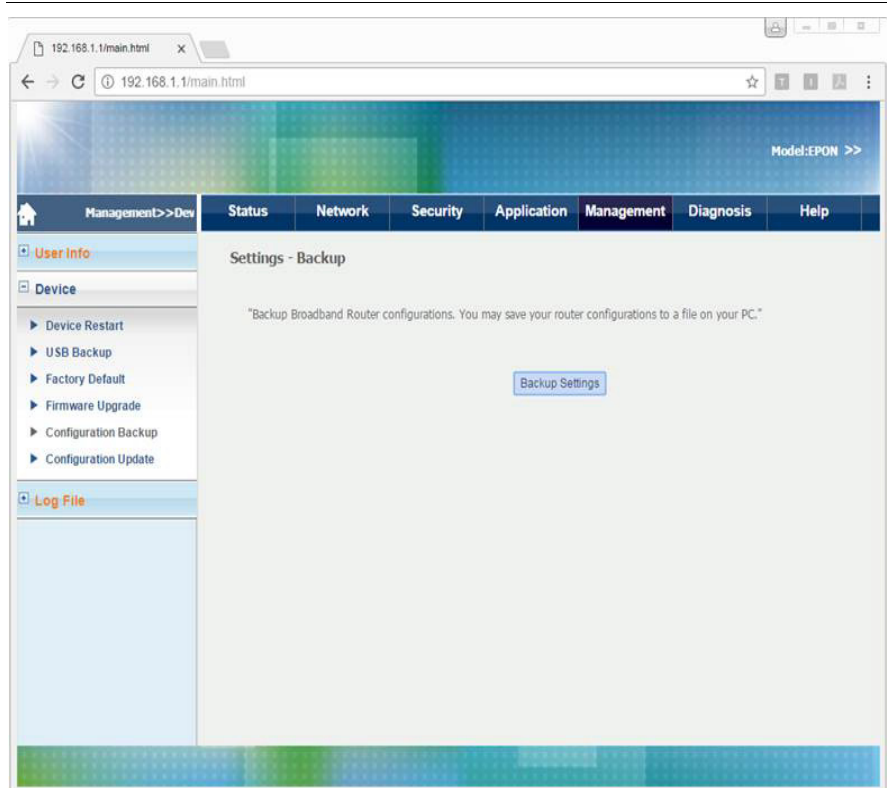 192.168.1.1/main.html
192.168.1.1/main.html
Model:EPON >>
Management>>Dev
Status Network Security Application Management Diagnosis Help
User Info
Device
Device Restart
USB Backup
Factory Default
Firmware Upgrade
Configuration Backup
Configuration Update
Log File
Settings - Backup
"Backup Broadband Router configurations. You may save your router configurations to a file on your PC."
Backup Settings